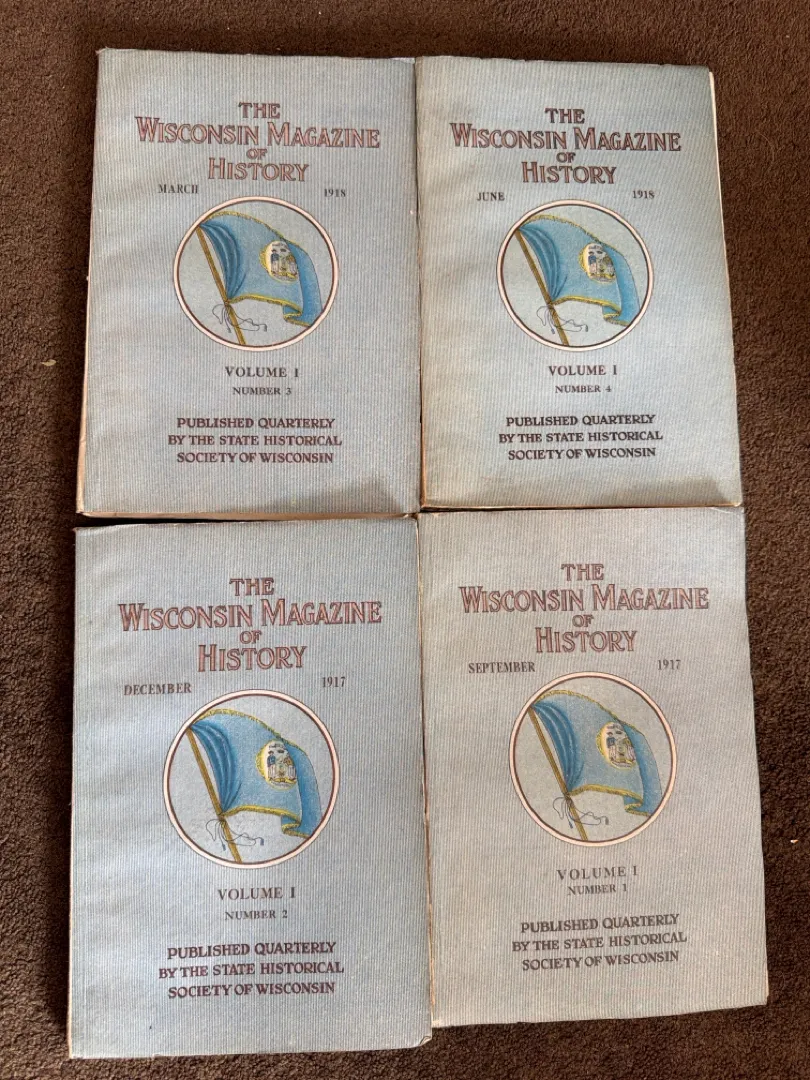 THE
WISCONSIN MAGAZINE
OF
HISTORY
MARCH 1918
VOLUME I
NUMBER 3
PUBLISHED QUARTERLY
BY THE STATE HISTORICAL
SOCIETY OF WISCONSIN
THE
WISCONSIN MAGAZINE
OF
HISTORY
JUNE 1918
VOLUME I
NUMBER 4
PUBLISHED QUARTERLY
BY THE STATE HISTORICAL
SOCIETY OF WISCONSIN
THE
WISCONSIN MAGAZINE
OF
HISTORY
DECEMBER 1917
VOLUME I
NUMBER 2
PUBLISHED QUARTERLY
BY THE STATE HISTORICAL
SOCIETY OF WISCONSIN
THE
WISCONSIN MAGAZINE
OF
HISTORY
SEPTEMBER 1917
VOLUME I
NUMBER 1
PUBLISHED QUARTERLY
BY THE STATE HISTORICAL
SOCIETY OF WISCONSIN